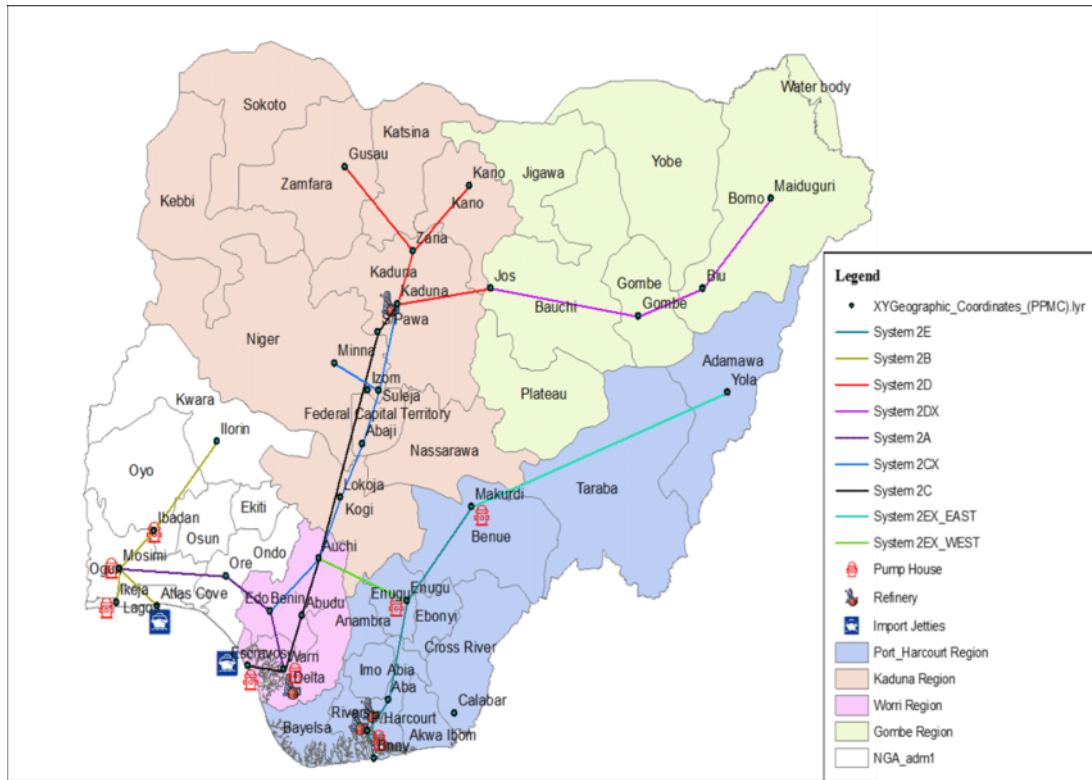 Water body
Sokoto
Katsina
Gusau
Kano
Kano
Zamfara
Jigawa
Yobe
Maiduguri
Borno
Kebbi
Zaria
Kaduna
Kaduna
Jos
Bauchi
Gombe
Gombe
Biu
Pawa
Niger
Minna
Izom
Suleja
Federal Capital Territory
Abaji
Plateau
Adamawa
Yola
Kwara
Ilorin
Nassarawa
Taraba
Oyo
Lokoja
Kogi
Makurdi
Benue
Ekiti
Ibadan
Osun
Ondo
Auchi
Mosimi
Ogun
Ore
Ikeja
Lagos
Atlas Cove
Edo
Benin
Abudu
Enugu
Enugu
Anambra
Ebonyi
Cross River
Escravos
Warri
Delta
Imo
Abia
Aba
Calabar
Rivers
P/Harcourt
Bayelsa
Akwa Ibom
Bony
Legend
XYGeographic_Coordinates_(PPMC).lyr
System 2E
System 2B
System 2D
System 2DX
System 2A
System 2CX
System 2C
System 2EX_EAST
System 2EX_WEST
Pump House
Refinery
Import Jetties
Port_Harcourt Region
Kaduna Region
Worri Region
Gombe Region
NGA_adm1